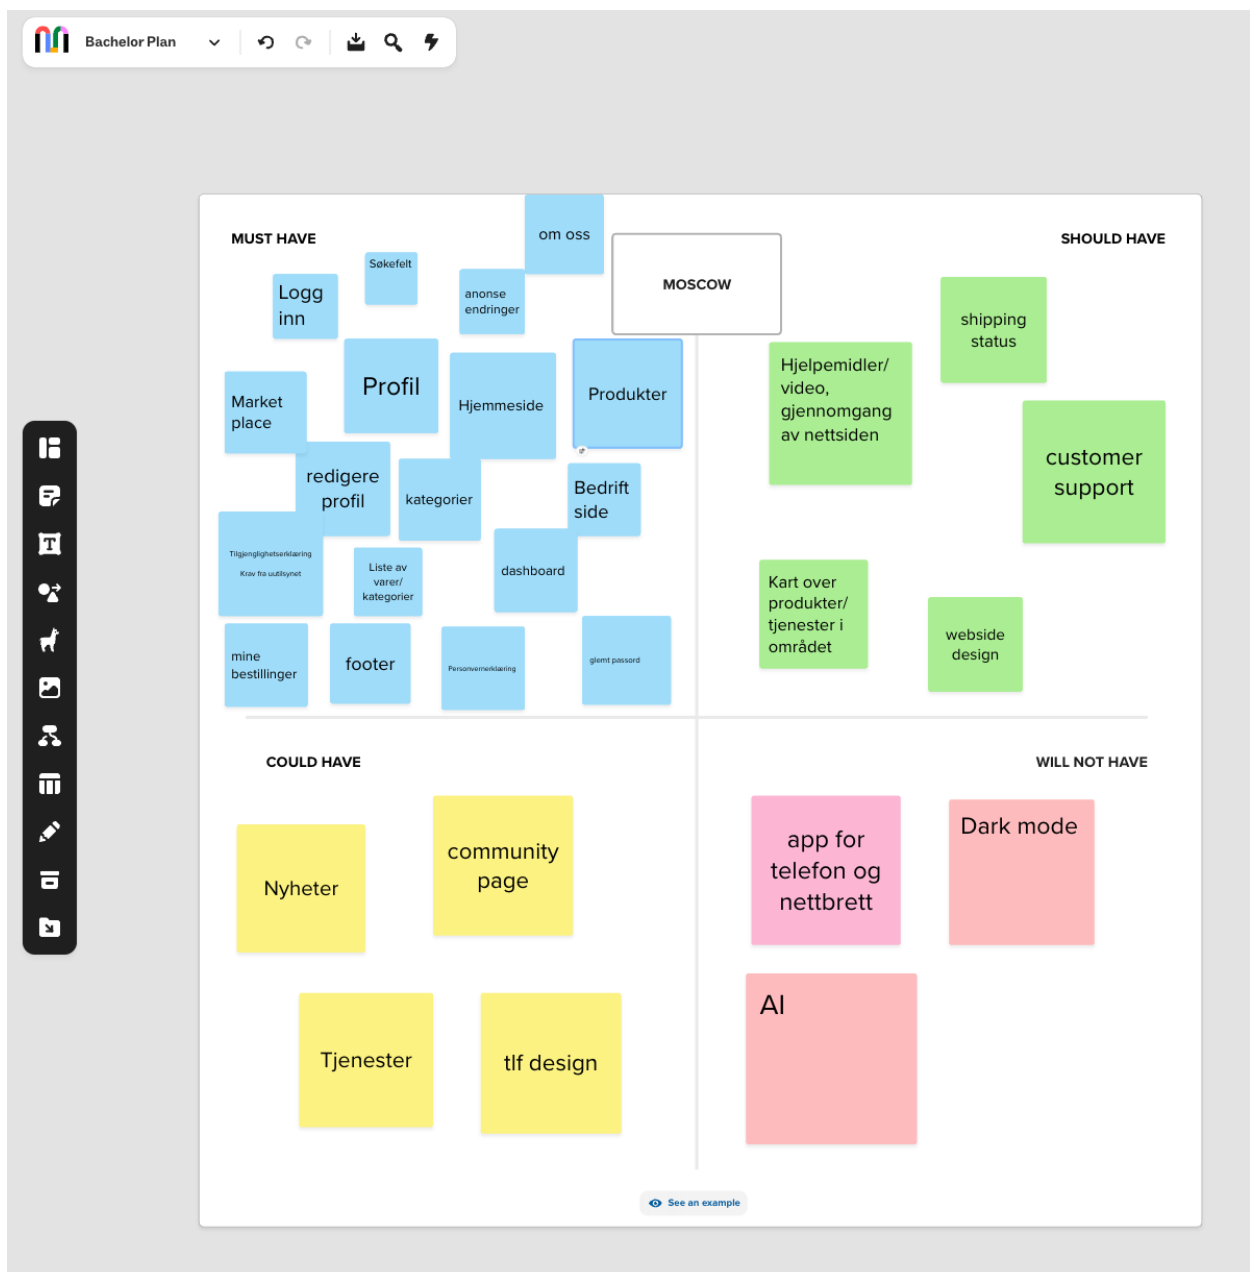 Bachelor Plan
MUST HAVE
om oss
Søkefelt
Logg
inn
anonse
endringer
MOSCOW
Profil
Hjemmeside
Produkter
Market
place
redigere
profil
kategorier
Bedrift
side
Tilgjenglighetserklæring
Krav fra uutilsynet
Liste av
varer/
kategorier
dashboard
mine
bestillinger
footer
Personvernerklæring
glemt passord
SHOULD HAVE
shipping
status
Hjelpemidler/
video,
gjennomgang
av nettsiden
customer
support
Kart over
produkter/
tjenester i
området
webside
design
COULD HAVE
Nyheter
community
page
Tjenester
tlf design
WILL NOT HAVE
app for
telefon og
nettbrett
Dark mode
AI
See an example